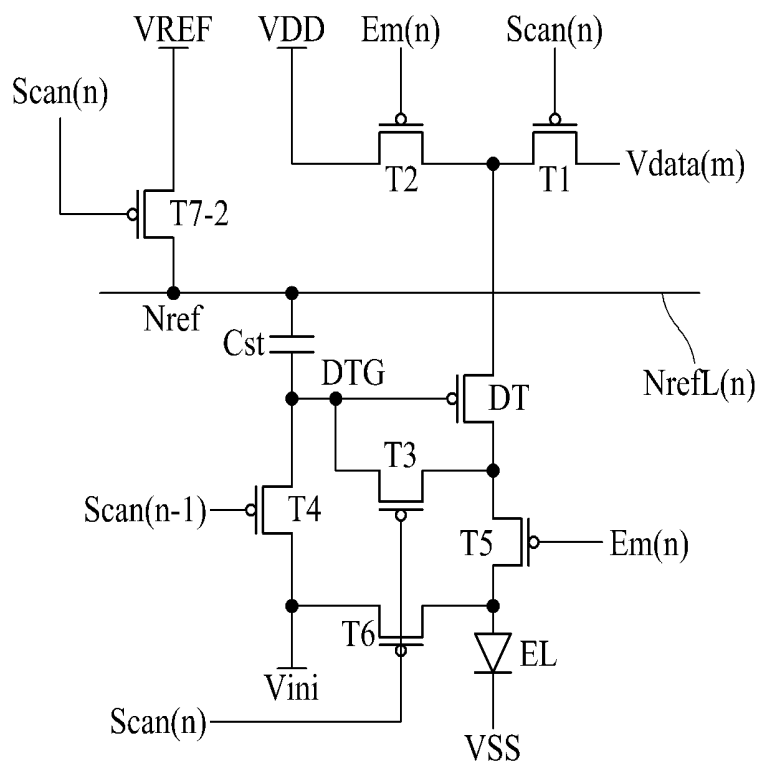 VREF
VDD
Em(n)
Scan(n)
Scan(n)
T2
T1
Vdata(m)
T7-2
Nref
Cst
DTG
DT
NrefL(n)
T3
Scan(n-1)
T4
T5
Em(n)
T6
EL
Vini
Scan(n)
VSS